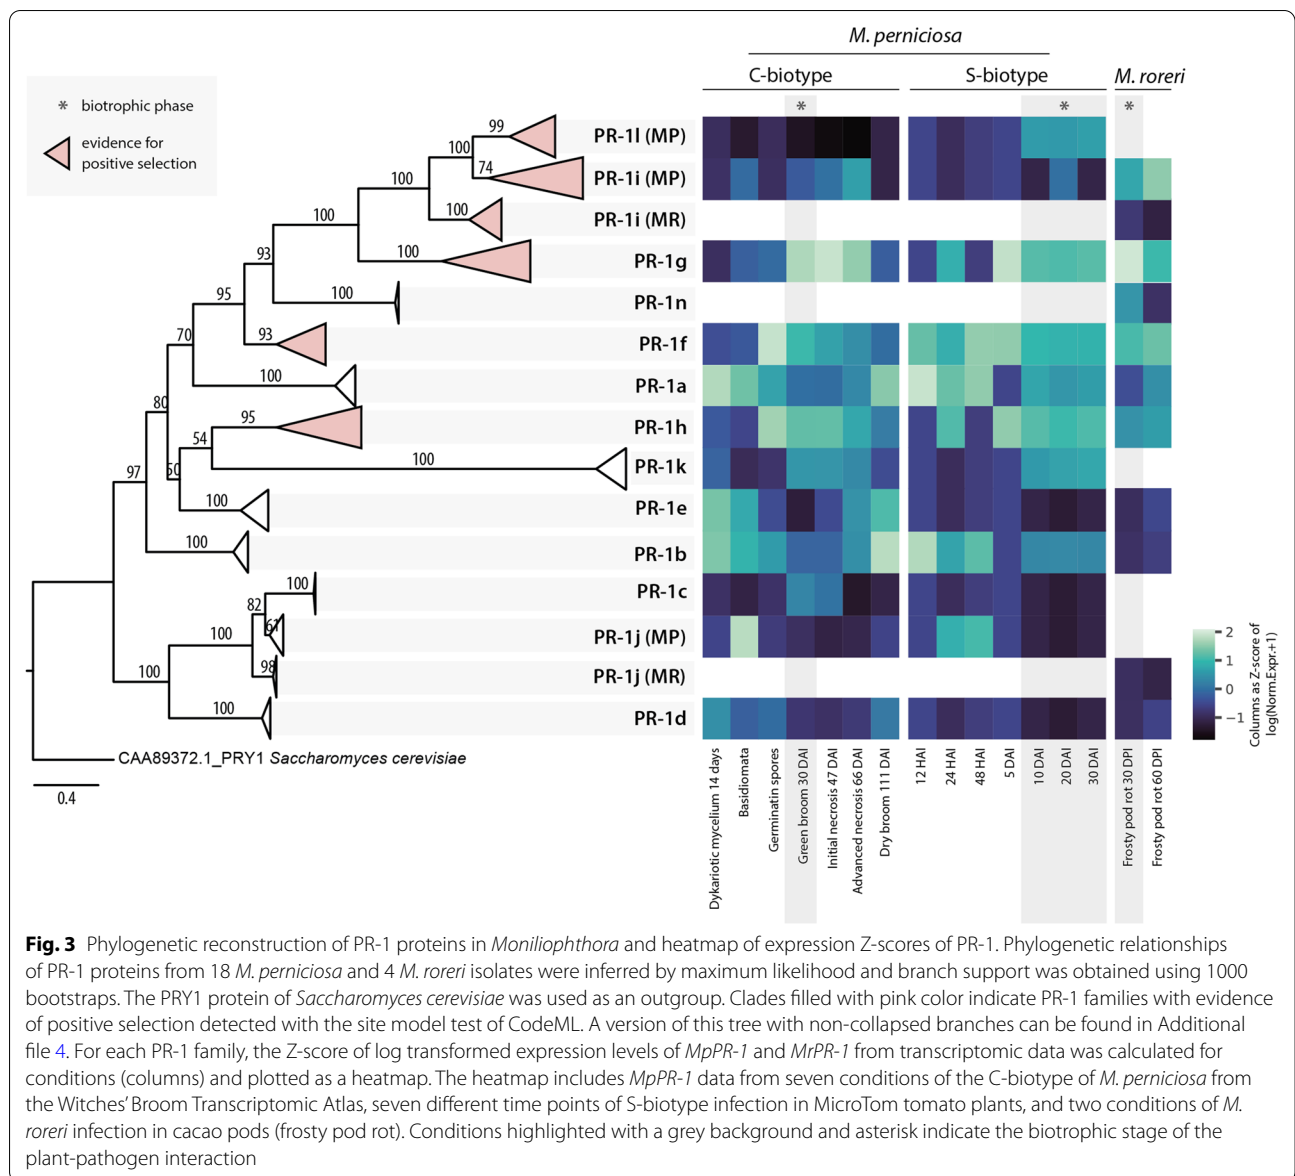 M. perniciosa
C-biotype
S-biotype
M. roreri
* biotrophic phase
evidence for
positive selection
*
*
*
99
PR-1l (MP)
100
74
PR-1i (MP)
100
100
PR-1i (MR)
100
100
PR-1g
93
100
PR-1n
95
93
PR-1f
70
100
PR-1a
80
95
PR-1h
54
100
PR-1k
97
50
100
PR-1e
100
PR-1b
100
PR-1c
82
61
100
PR-1j (MP)
98
PR-1j (MR)
100
100
PR-1d
CAA89372.1_PRY1 Saccharomyces cerevisiae
0.4
Dykariotic mycelium 14 days
Basidiomata
Germinatin spores
Green broom 30 DAI
Initial necrosis 47 DAI
Advanced necrosis 66 DAI
Dry broom 111 DAI
12 HAI
24 HAI
48 HAI
5 DAI
10 DAI
20 DAI
30 DAI
Frosty pod rot 30 DPI
Frosty pod rot 60 DPI
2
1
0
−1
Columns as Z-score of
log(Norm.Expr.+1)
Fig. 3 Phylogenetic reconstruction of PR-1 proteins in Moniliophthora and heatmap of expression Z-scores of PR-1. Phylogenetic relationships
of PR-1 proteins from 18 M. perniciosa and 4 M. roreri isolates were inferred by maximum likelihood and branch support was obtained using 1000
bootstraps. The PRY1 protein of Saccharomyces cerevisiae was used as an outgroup. Clades filled with pink color indicate PR-1 families with evidence
of positive selection detected with the site model test of CodeML. A version of this tree with non-collapsed branches can be found in Additional
file 4. For each PR-1 family, the Z-score of log transformed expression levels of MpPR-1 and MrPR-1 from transcriptomic data was calculated for
conditions (columns) and plotted as a heatmap. The heatmap includes MpPR-1 data from seven conditions of the C-biotype of M. perniciosa from
the Witches’ Broom Transcriptomic Atlas, seven different time points of S-biotype infection in MicroTom tomato plants, and two conditions of M.
roreri infection in cacao pods (frosty pod rot). Conditions highlighted with a grey background and asterisk indicate the biotrophic stage of the
plant-pathogen interaction